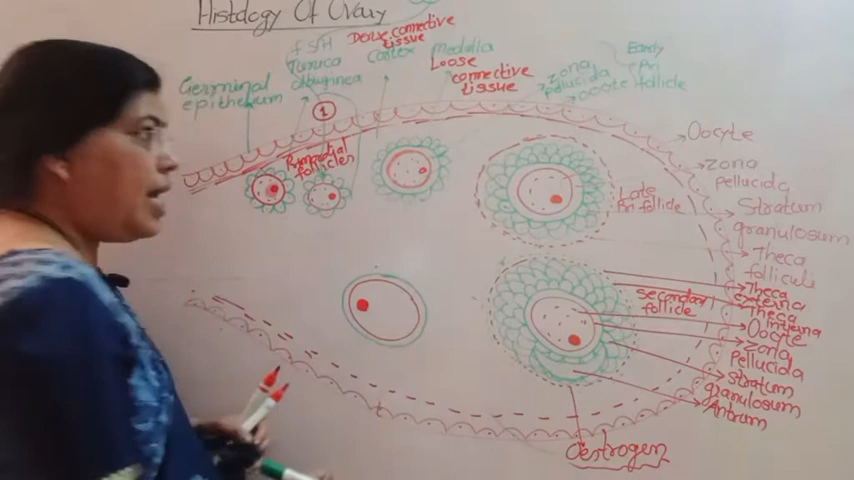 Histology Of Ovary
Germinal
epithelium
FSH
Tunica
albuginea
Dense connective
tissue
Cortex
Medulla
Loose
connective
tissue
Zona
pellucida
oocyte
Early
Pri
follicle
1
Primordial
follicles
Late
Pri follicle
Oocyte
Zona
Pellucida
Stratum
granulosum
Theca
folliculi
Secondary
follicle
Theca
externa
Theca
interna
Oocyte
Zona
Pellucida
Stratum
granulosum
Antrum
Oestrogen